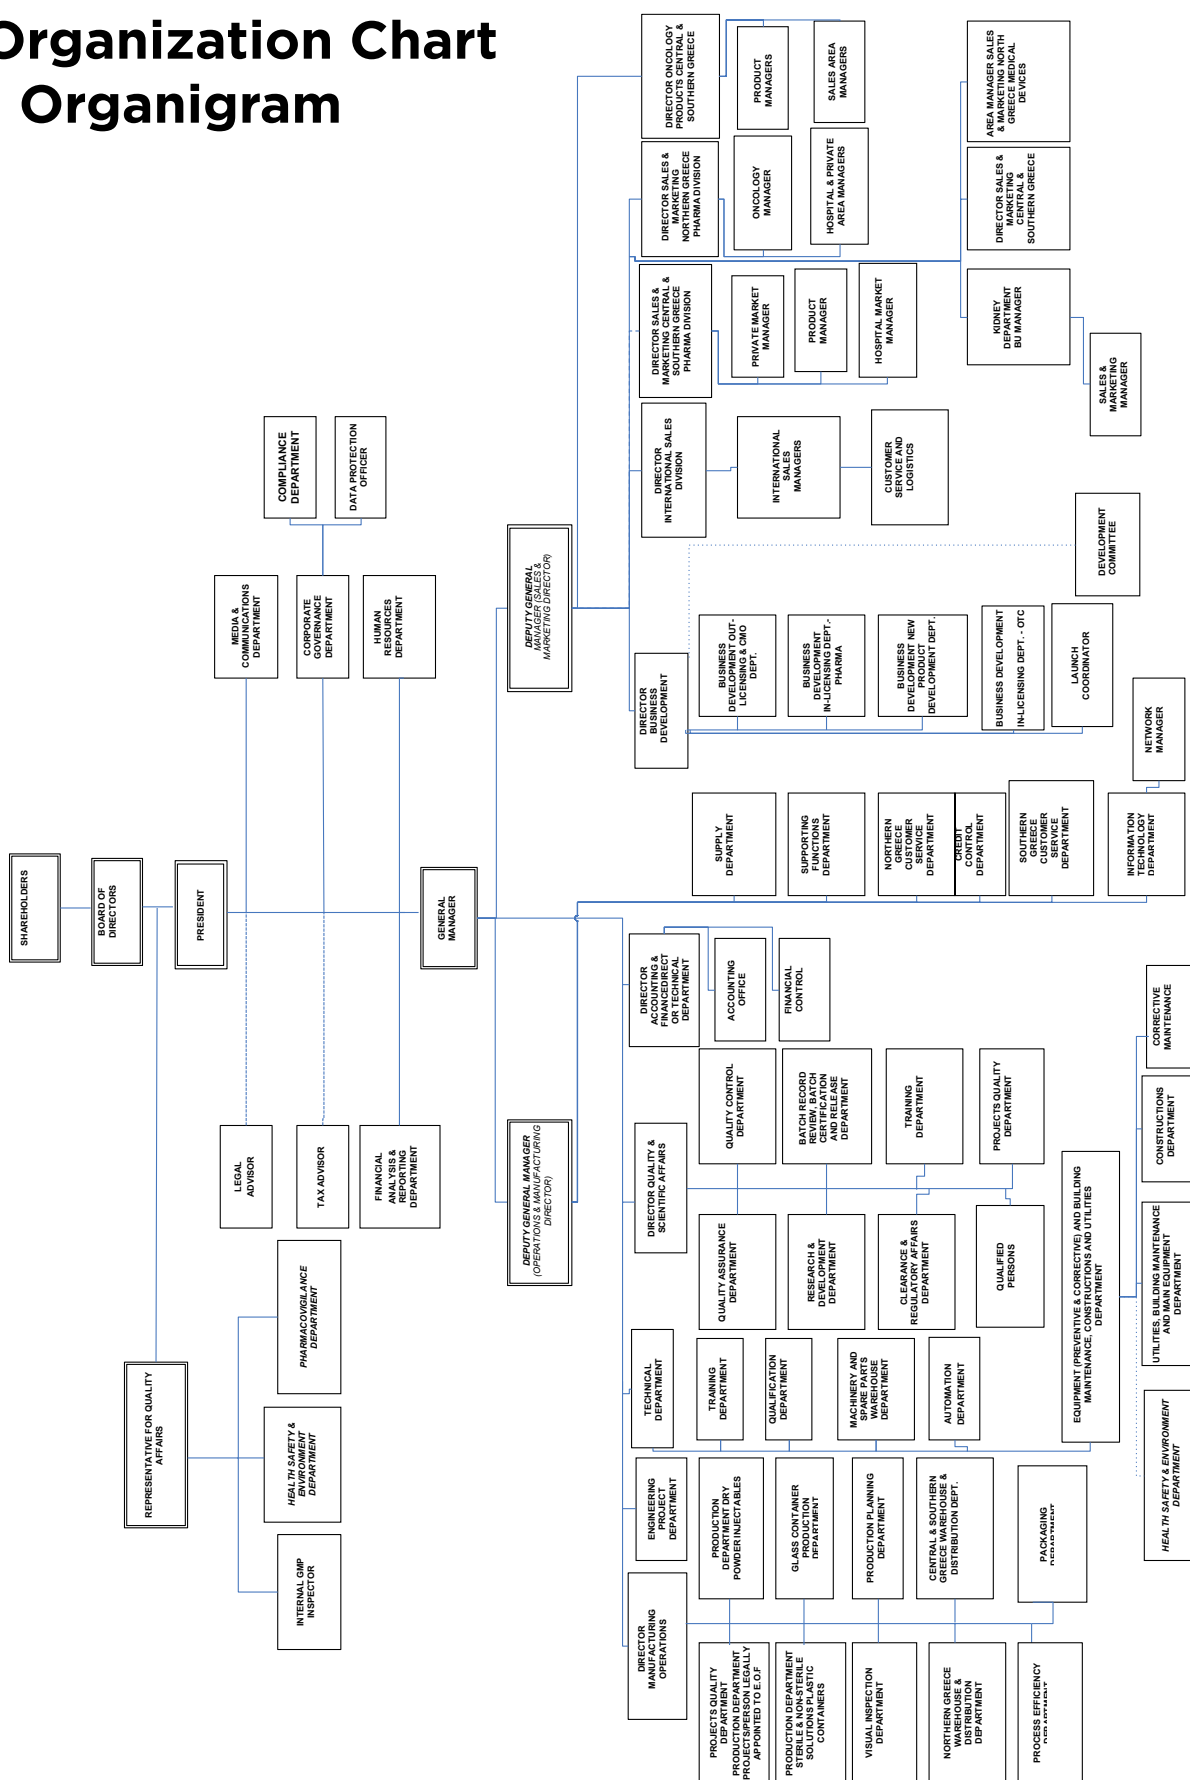 Organization Chart
Organigram
SHAREHOLDERS
BOARD OF
DIRECTORS
PRESIDENT
GENERAL
MANAGER
MEDIA &
COMMUNICATIONS
DEPARTMENT
CORPORATE
GOVERNANCE
DEPARTMENT
HUMAN
RESOURCES
DEPARTMENT
COMPLIANCE
DEPARTMENT
DATA PROTECTION
OFFICER
LEGAL
ADVISOR
TAX ADVISOR
FINANCIAL
ANALYSIS &
REPORTING
DEPARTMENT
REPRESENTATIVE FOR QUALITY
AFFAIRS
PHARMACOVIGILANCE
DEPARTMENT
HEALTH SAFETY &
ENVIRONMENT
DEPARTMENT
INTERNAL GMP
INSPECTOR
DEPUTY GENERAL
MANAGER (SALES &
MARKETING DIRECTOR)
DEPUTY GENERAL MANAGER
(OPERATIONS & MANUFACTURING
DIRECTOR)
DIRECTOR ONCOLOGY
PRODUCTS CENTRAL &
SOUTHERN GREECE
PRODUCT
MANAGERS
SALES AREA
MANAGERS
DIRECTOR SALES &
MARKETING
NORTHERN GREECE
PHARMA DIVISION
ONCOLOGY
MANAGER
HOSPITAL & PRIVATE
AREA MANAGERS
DIRECTOR SALES &
MARKETING CENTRAL &
SOUTHERN GREECE
PHARMA DIVISION
PRIVATE MARKET
MANAGER
PRODUCT
MANAGER
HOSPITAL MARKET
MANAGER
AREA MANAGER SALES
& MARKETING NORTH
GREECE MEDICAL
DEVICES
DIRECTOR SALES &
MARKETING
CENTRAL &
SOUTHERN GREECE
KIDNEY
DEPARTMENT
BU MANAGER
SALES &
MARKETING
MANAGER
DIRECTOR
INTERNATIONAL SALES
DIVISION
INTERNATIONAL
SALES
MANAGERS
CUSTOMER
SERVICE AND
LOGISTICS
DEVELOPMENT
COMMITTEE
DIRECTOR
BUSINESS
DEVELOPMENT
BUSINESS
DEVELOPMENT OUT-
LICENSING & CMO
DEPT.
BUSINESS
DEVELOPMENT
IN-LICENSING DEPT.-
PHARMA
BUSINESS
DEVELOPMENT NEW
PRODUCT
DEVELOPMENT DEPT.
BUSINESS DEVELOPMENT
IN-LICENSING DEPT. - OTC
LAUNCH
COORDINATOR
NETWORK
MANAGER
SUPPLY
DEPARTMENT
SUPPORTING
FUNCTIONS
DEPARTMENT
NORTHERN
GREECE
CUSTOMER
SERVICE
DEPARTMENT
CREDIT
CONTROL
DEPARTMENT
SOUTHERN
GREECE
CUSTOMER
SERVICE
DEPARTMENT
INFORMATION
TECHNOLOGY
DEPARTMENT
DIRECTOR
ACCOUNTING &
FINANCEDIRECT
OR TECHNICAL
DEPARTMENT
ACCOUNTING
OFFICE
FINANCIAL
CONTROL
DIRECTOR QUALITY &
SCIENTIFIC AFFAIRS
QUALITY CONTROL
DEPARTMENT
BATCH RECORD
REVIEW, BATCH
CERTIFICATION
AND RELEASE
DEPARTMENT
TRAINING
DEPARTMENT
PROJECTS QUALITY
DEPARTMENT
QUALITY ASSURANCE
DEPARTMENT
RESEARCH &
DEVELOPMENT
DEPARTMENT
CLEARANCE &
REGULATORY AFFAIRS
DEPARTMENT
QUALIFIED
PERSONS
TECHNICAL
DEPARTMENT
TRAINING
DEPARTMENT
QUALIFICATION
DEPARTMENT
MACHINERY AND
SPARE PARTS
WAREHOUSE
DEPARTMENT
AUTOMATION
DEPARTMENT
EQUIPMENT (PREVENTIVE & CORRECTIVE) AND BUILDING
MAINTENANCE, CONSTRUCTIONS AND UTILITIES
DEPARTMENT
CORRECTIVE
MAINTENANCE
CONSTRUCTIONS
DEPARTMENT
UTILITIES, BUILDING MAINTENANCE
AND MAIN EQUIPMENT
DEPARTMENT
HEALTH SAFETY & ENVIRONMENT
DEPARTMENT
ENGINEERING
PROJECT
DEPARTMENT
DIRECTOR
MANUFACTURING
OPERATIONS
PRODUCTION
DEPARTMENT DRY
POWDER INJECTABLES
GLASS CONTAINER
PRODUCTION
DEPARTMENT
PRODUCTION PLANNING
DEPARTMENT
CENTRAL & SOUTHERN
GREECE WAREHOUSE &
DISTRIBUTION DEPT.
PACKAGING
DEPARTMENT
PROJECTS QUALITY
DEPARTMENT
PRODUCTION DEPARTMENT
PROJECTS/PERSON LEGALLY
APPOINTED TO E.O.F
PRODUCTION DEPARTMENT
STERILE & NON-STERILE
SOLUTIONS PLASTIC
CONTAINERS
VISUAL INSPECTION
DEPARTMENT
NORTHERN GREECE
WAREHOUSE &
DISTRIBUTION
DEPARTMENT
PROCESS EFFICIENCY
DEPARTMENT